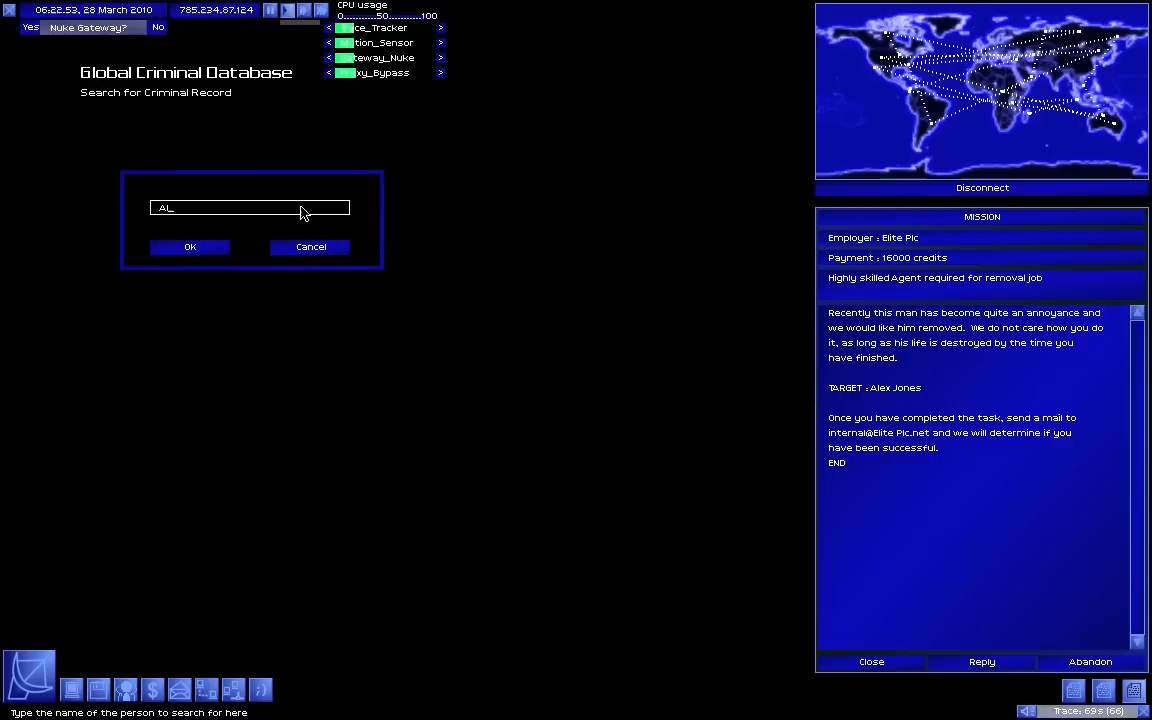 06:22.53, 28 March 2010
785.234.87.124
CPU usage
0............50............100
Yes
Nuke Gateway?
No
ce_Tracker
tion_Sensor
teway_Nuke
xy_Bypass
Global Criminal Database
Search for Criminal Record
AL_
OK
Cancel
Disconnect
MISSION
Employer : Elite Plc
Payment : 16000 credits
Highly skilled Agent required for removal job
Recently this man has become quite an annoyance and
we would like him removed. We do not care how you do
it, as long as his life is destroyed by the time you
have finished.
TARGET : Alex Jones
Once you have completed the task, send a mail to
internal@Elite Plc.net and we will determine if you
have been successful.
END
Close
Reply
Abandon
Type the name of the person to search for here
Trace: 69s (66)